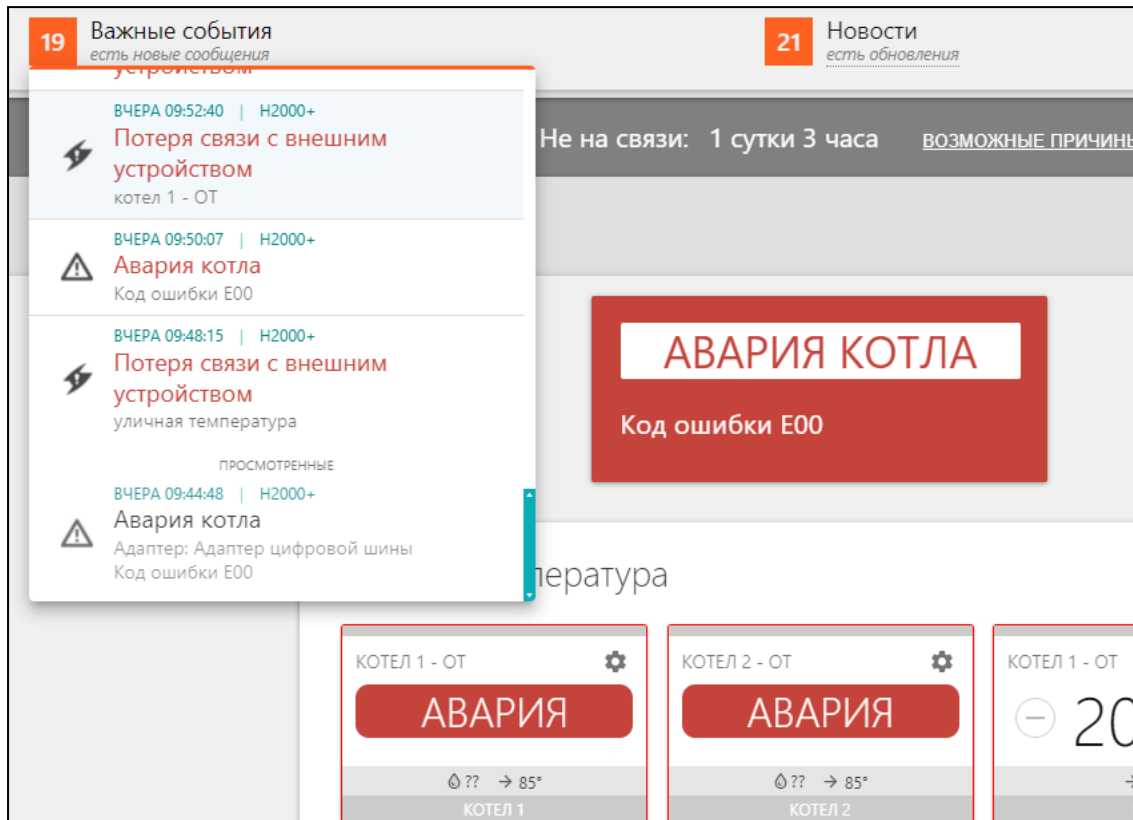 19
Важные события
есть новые сообщения
21
Новости
есть обновления
устройством
ВЧЕРА 09:52:40 | H2000+
Потеря связи с внешним
устройством
котел 1 - ОТ
Не на связи: 1 сутки 3 часа
ВОЗМОЖНЫЕ ПРИЧИНЫ
ВЧЕРА 09:50:07 | H2000+
Авария котла
Код ошибки E00
ВЧЕРА 09:48:15 | H2000+
Потеря связи с внешним
устройством
уличная температура
ПРОСМОТРЕННЫЕ
ВЧЕРА 09:44:48 | H2000+
Авария котла
Адаптер: Адаптер цифровой шины
Код ошибки E00
АВАРИЯ КОТЛА
Код ошибки E00
пература
КОТЕЛ 1 - ОТ
АВАРИЯ
?? → 85°
КОТЕЛ 1
КОТЕЛ 2 - ОТ
АВАРИЯ
?? → 85°
КОТЕЛ 2
КОТЕЛ 1 - ОТ
20